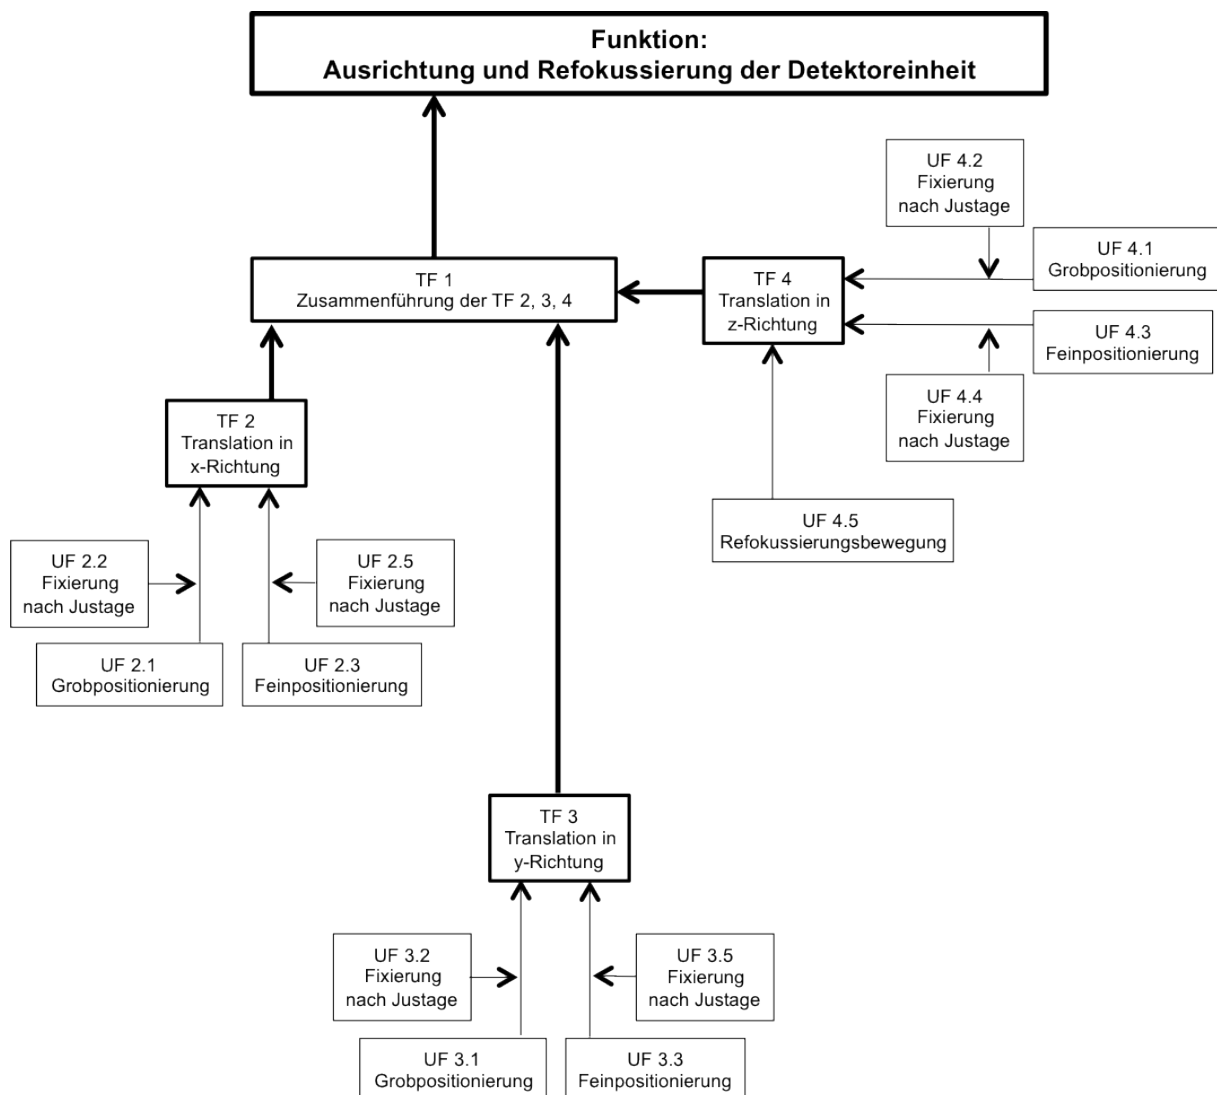 Funktion:
Ausrichtung und Refokussierung der Detektoreinheit
UF 4.2
Fixierung
nach Justage
UF 4.1
Grobpositionierung
TF 1
Zusammenführung der TF 2, 3, 4
TF 4
Translation in
z-Richtung
UF 4.3
Feinpositionierung
UF 4.4
Fixierung
nach Justage
TF 2
Translation in
x-Richtung
UF 4.5
Refokussierungsbewegung
UF 2.2
Fixierung
nach Justage
UF 2.5
Fixierung
nach Justage
UF 2.1
Grobpositionierung
UF 2.3
Feinpositionierung
TF 3
Translation in
y-Richtung
UF 3.2
Fixierung
nach Justage
UF 3.5
Fixierung
nach Justage
UF 3.1
Grobpositionierung
UF 3.3
Feinpositionierung